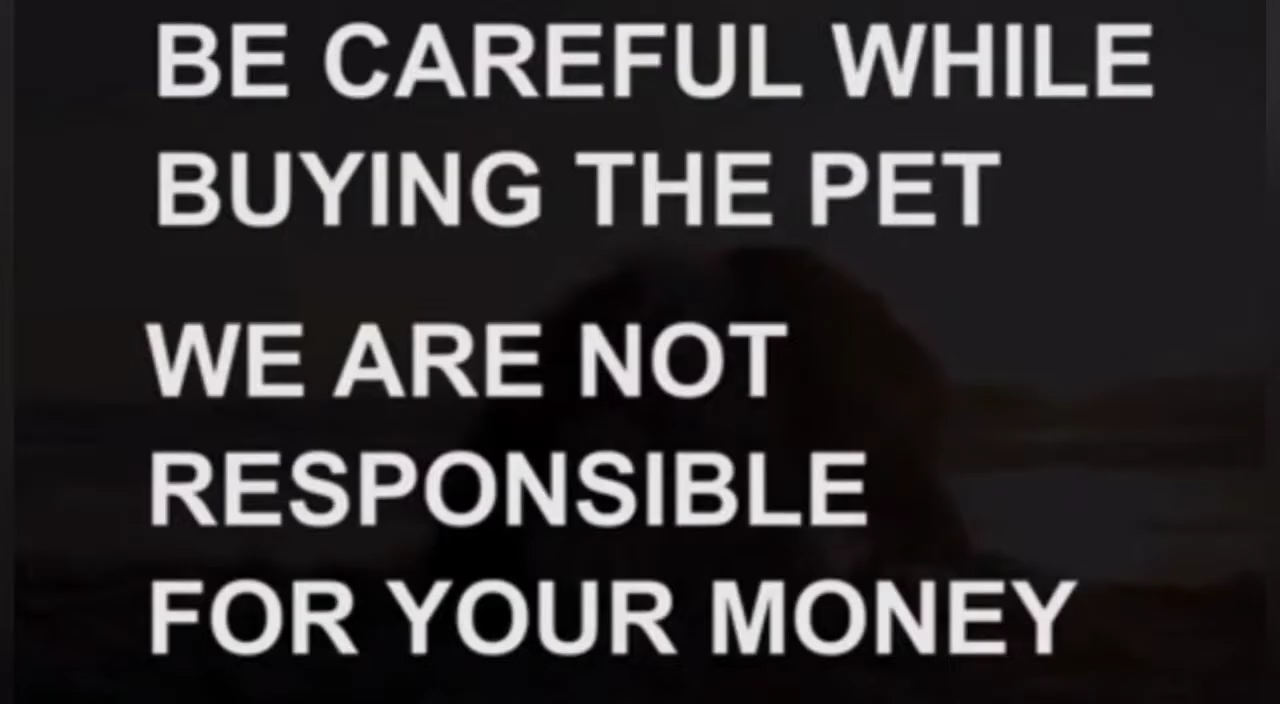 BE CAREFUL WHILE
BUYING THE PET
WE ARE NOT
RESPONSIBLE
FOR YOUR MONEY